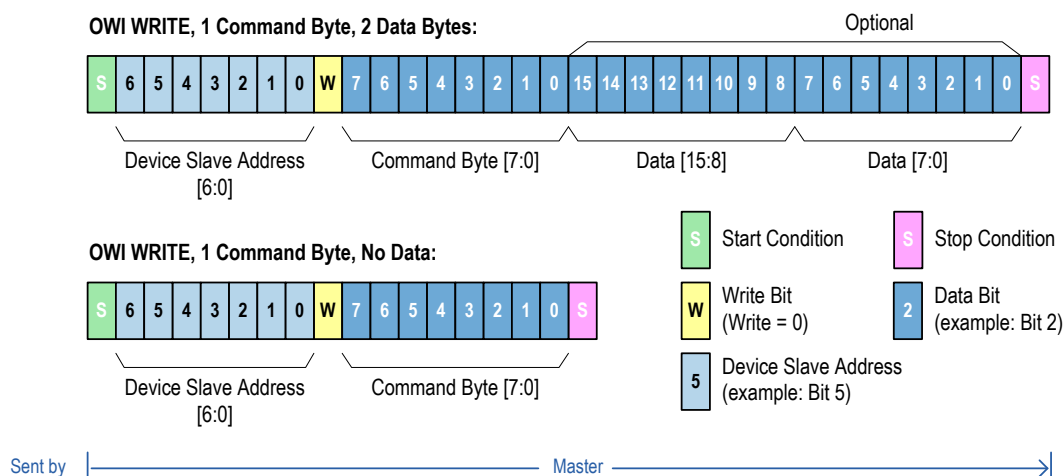 OWI WRITE, 1 Command Byte, 2 Data Bytes:
Optional
S 6 5 4 3 2 1 0 W 7 6 5 4 3 2 1 0 15 14 13 12 11 10 9 8 7 6 5 4 3 2 1 0 S
Device Slave Address Command Byte [7:0] Data [15:8] Data [7:0]
[6:0]
OWI WRITE, 1 Command Byte, No Data:
S 6 5 4 3 2 1 0 W 7 6 5 4 3 2 1 0 S
Device Slave Address Command Byte [7:0]
[6:0]
S Start Condition
S Stop Condition
W Write Bit
(Write = 0)
2 Data Bit
(example: Bit 2)
5 Device Slave Address
(example: Bit 5)
Sent by Master